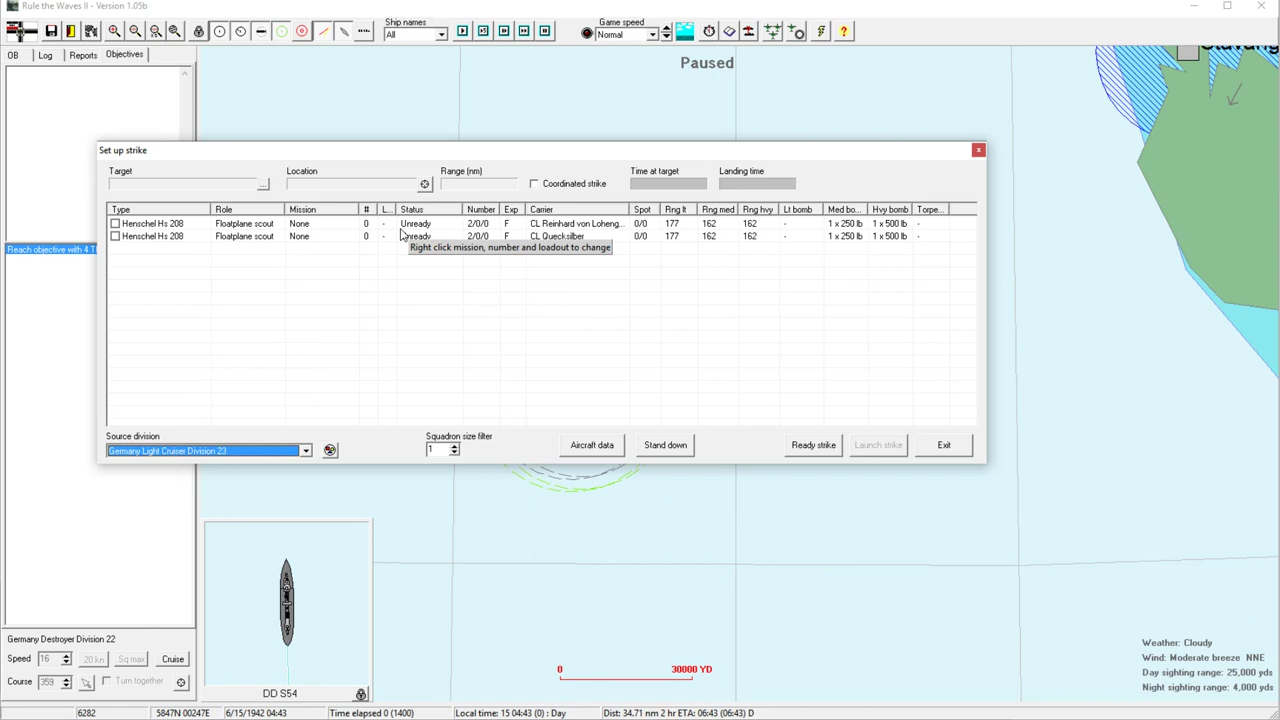 Rule the Waves II - Version 1.05b
Ship names
All
Game speed
Normal
OB Log Reports Objectives
Paused
Reach objective with 4 T
Set up strike
Target Location Range (nm) Coordinated strike Time at target Landing time
Type Role Mission # L... Status Number Exp Carrier Spot Rng lt Rng med Rng hvy Lt bomb Med bo... Hvy bomb Torpe...
Henschel Hs 208 Floatplane scout None 0 - Unready 2/0/0 F CL Reinhard von Loheng... 0/0 177 162 162 - 1 x 250 lb 1 x 500 lb -
Henschel Hs 208 Floatplane scout None 0 - Unready 2/0/0 F CL Quecksilber 0/0 177 162 162 - 1 x 250 lb 1 x 500 lb -
Right click mission, number and loadout to change
Source division
Germany Light Cruiser Division 23
Squadron size filter
1
Aircraft data Stand down Ready strike Launch strike Exit
Germany Destroyer Division 22
Speed 16 20 kn Sq max Cruise
Course 359 Turn together
DD S54
0 30000 YD
Weather: Cloudy
Wind: Moderate breeze NNE
Day sighting range: 25,000 yds
Night sighting range: 4,000 yds
6282 5847N 00247E 6/15/1942 04:43 Time elapsed 0 (1400) Local time: 15 04:43 (0) : Day Dist: 34.71 nm 2 hr ETA: 06:43 (06:43) D